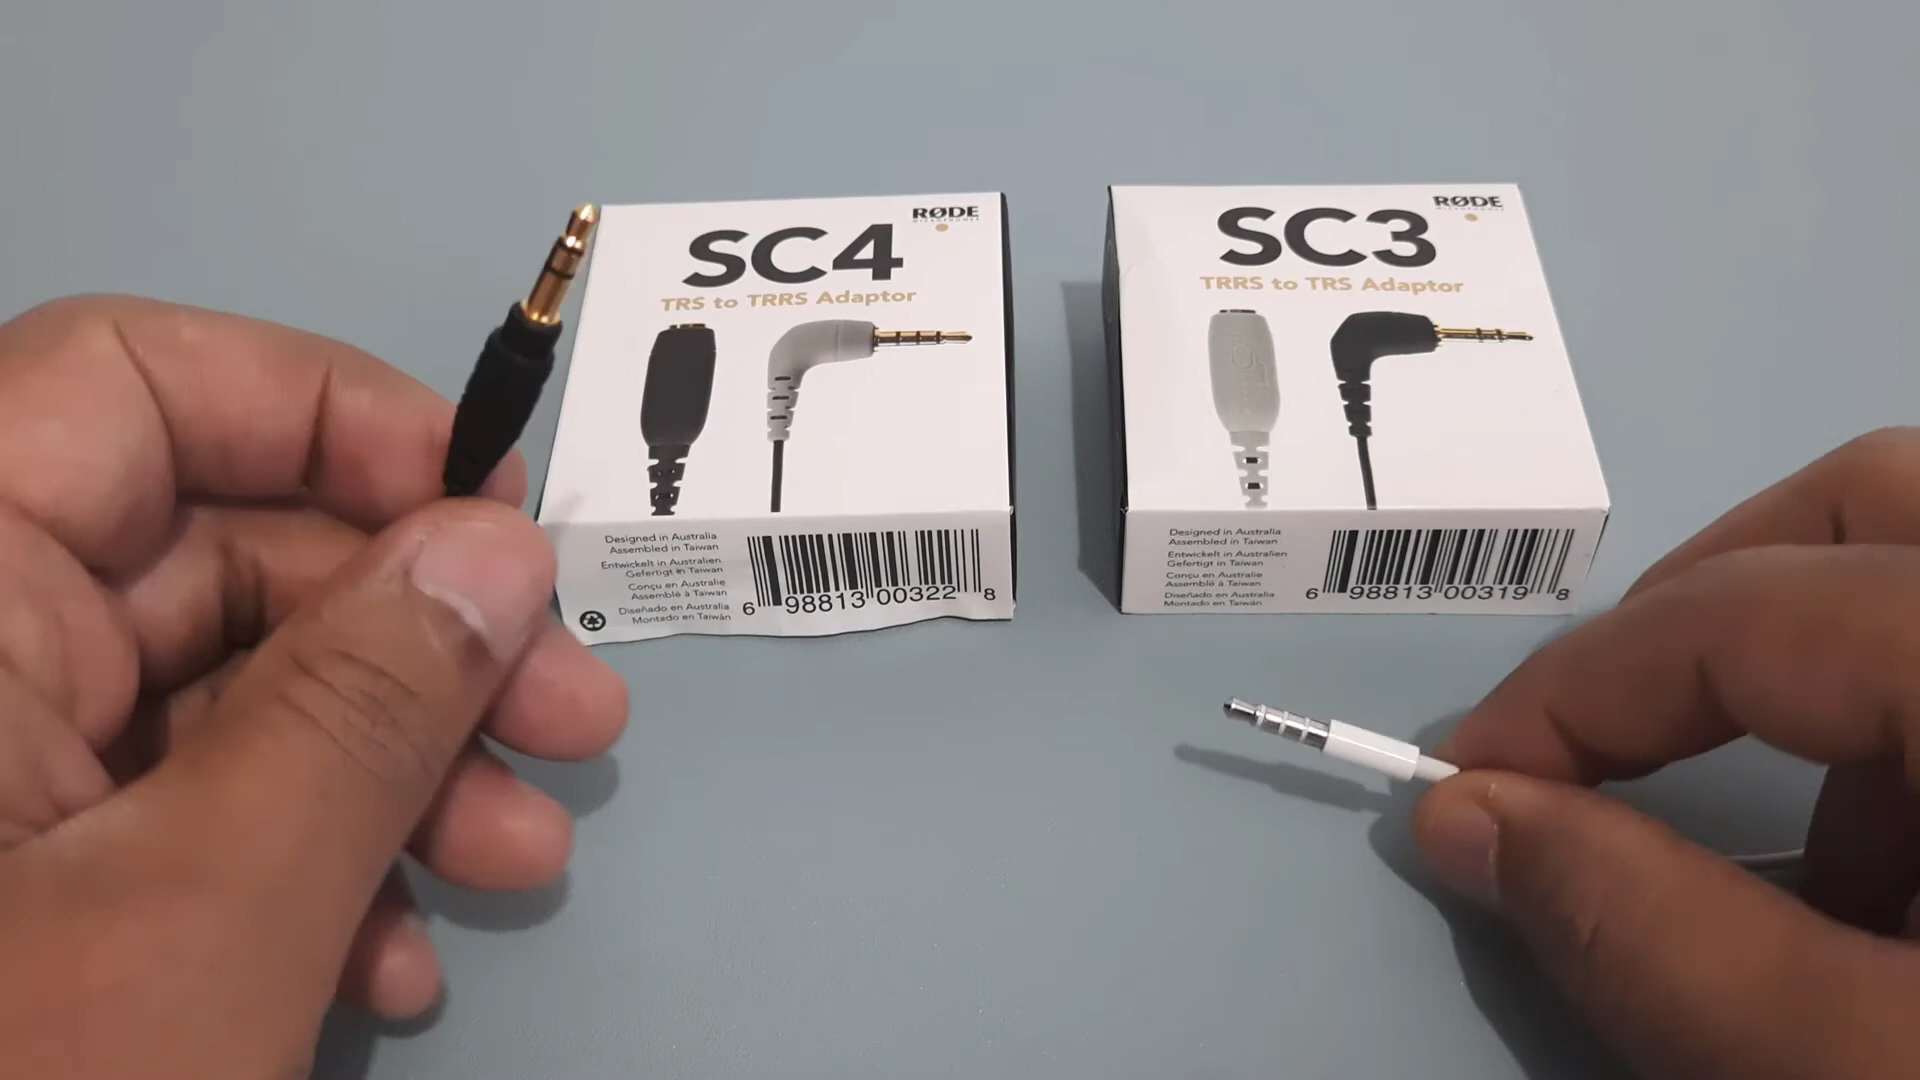 RØDE
MICROPHONES
SC4
TRS to TRRS Adaptor
Designed in Australia
Assembled in Taiwan
Entwickelt in Australien
Gefertigt in Taiwan
Conçu en Australie
Assemblé à Taiwan
Diseñado en Australia
Montado en Taiwán
6 98813 00322 8
RØDE
MICROPHONES
SC3
TRRS to TRS Adaptor
Designed in Australia
Assembled in Taiwan
Entwickelt in Australien
Gefertigt in Taiwan
Conçu en Australie
Assemblé à Taiwan
Diseñado en Australia
Montado en Taiwán
6 98813 00319 8